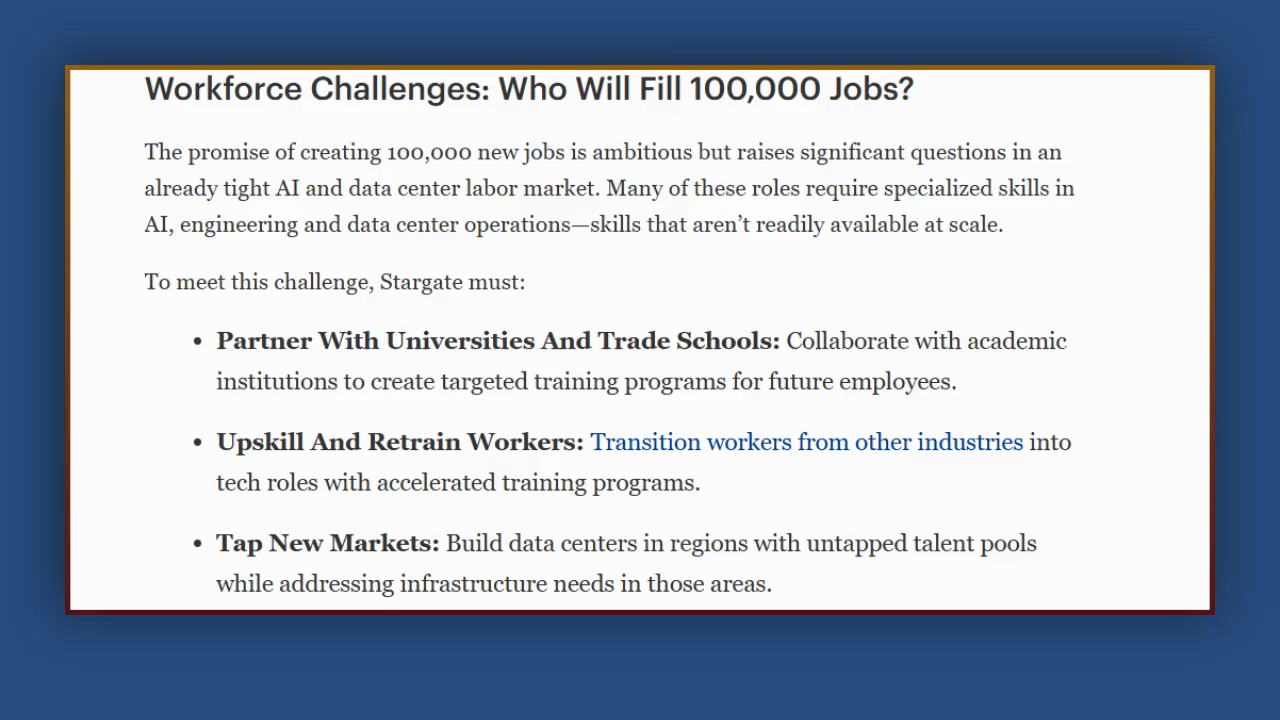 Workforce Challenges: Who Will Fill 100,000 Jobs?
The promise of creating 100,000 new jobs is ambitious but raises significant questions in an
already tight AI and data center labor market. Many of these roles require specialized skills in
AI, engineering and data center operations—skills that aren’t readily available at scale.
To meet this challenge, Stargate must:
• Partner With Universities And Trade Schools: Collaborate with academic
institutions to create targeted training programs for future employees.
• Upskill And Retrain Workers: Transition workers from other industries into
tech roles with accelerated training programs.
• Tap New Markets: Build data centers in regions with untapped talent pools
while addressing infrastructure needs in those areas.